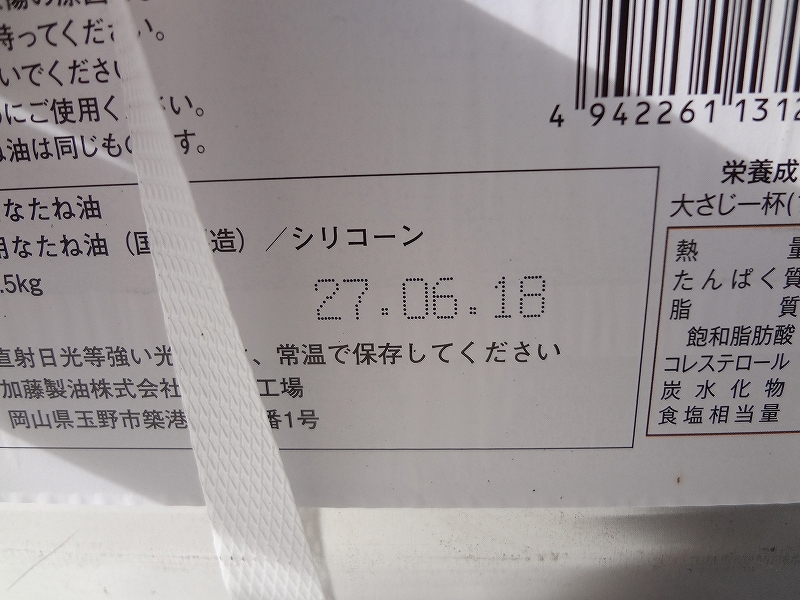 持ってください。
いでください
にご使用ください。
油は同じも す。
4 942261 1312
栄養成
大さじ一杯(
なたね油
用なたね油（国 造）／シリコーン
.5kg
27.06.18
直射日光等強い光 、常温で保存してください
加藤製油株式会社 工場
岡山県玉野市築港 番1号
熱 量
たんぱく質
脂 質
飽和脂肪酸
コレステロール
炭水化物
食塩相当量